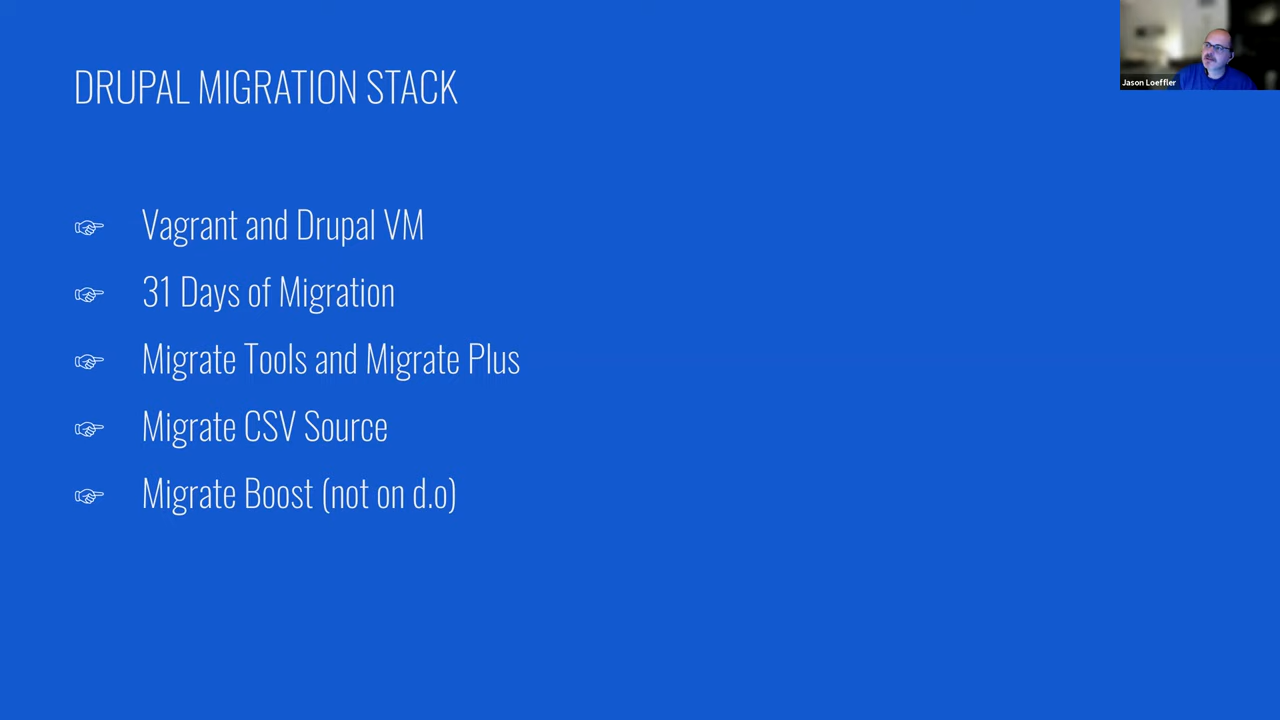 DRUPAL MIGRATION STACK
Jason Loeffler
☞ Vagrant and Drupal VM
☞ 31 Days of Migration
☞ Migrate Tools and Migrate Plus
☞ Migrate CSV Source
☞ Migrate Boost (not on d.o)